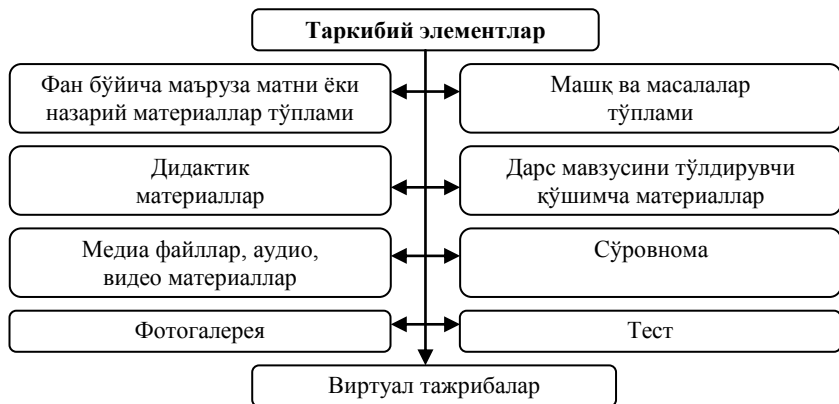 Таркибий элементлар
Фан бўйича маъруза матни ёки
назарий материаллар тўплами
Машқ ва масалалар
тўплами
Дидактик
материаллар
Дарс мавзусини тўлдирувчи
қўшимча материаллар
Медиа файллар, аудио,
видео материаллар
Сўровнома
Фотогалерея
Тест
Виртуал тажрибалар